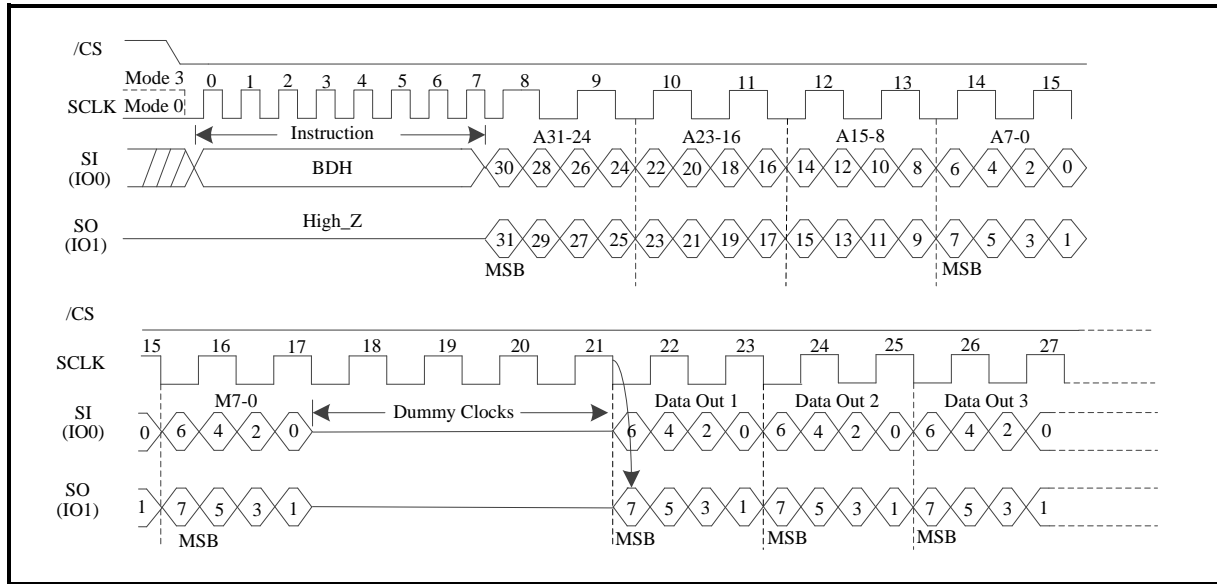 /CS
Mode 3 0 1 2 3 4 5 6 7 8 9 10 11 12 13 14 15
SCLK Mode 0
Instruction A31-24 A23-16 A15-8 A7-0
SI
(IO0) BDH 30 28 26 24 22 20 18 16 14 12 10 8 6 4 2 0
High_Z
SO
(IO1) 31 29 27 25 23 21 19 17 15 13 11 9 7 5 3 1
MSB MSB
/CS
15 16 17 18 19 20 21 22 23 24 25 26 27
SCLK
M7-0 Dummy Clocks Data Out 1 Data Out 2 Data Out 3
SI
(IO0) 0 6 4 2 0 6 4 2 0 6 4 2 0 6 4 2 0
SO
(IO1) 1 7 5 3 1 7 5 3 1 7 5 3 1 7 5 3 1
MSB MSB MSB MSB